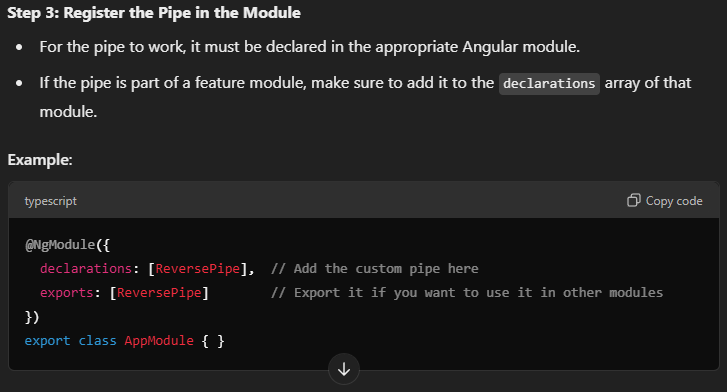 Step 3: Register the Pipe in the Module
• For the pipe to work, it must be declared in the appropriate Angular module.
• If the pipe is part of a feature module, make sure to add it to the declarations array of that
module.
Example:
typescript
Copy code
@NgModule({
  declarations: [ReversePipe],  // Add the custom pipe here
  exports: [ReversePipe]        // Export it if you want to use it in other modules
})
export class AppModule { }